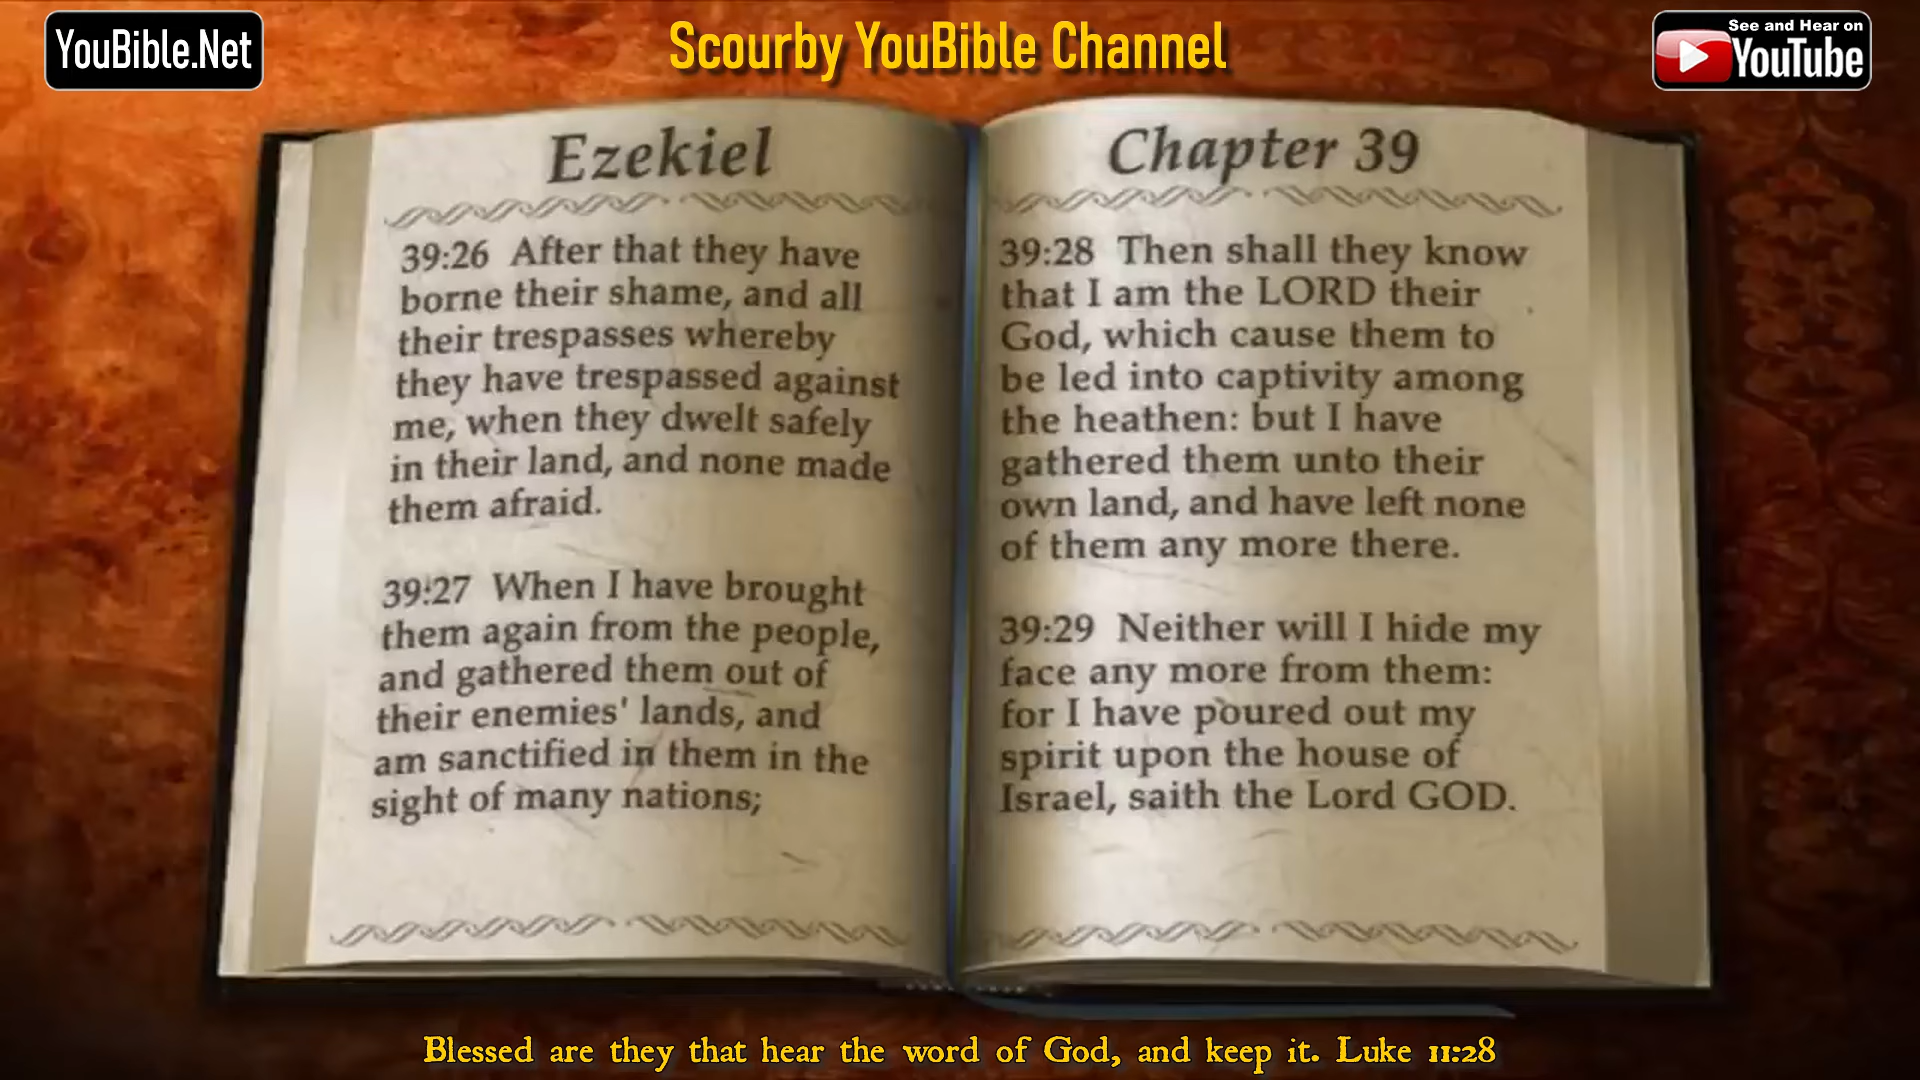 YouBible.Net
Scourby YouBible Channel
See and Hear on
YouTube
Ezekiel
39:26 After that they have
borne their shame, and all
their trespasses whereby
they have trespassed against
me, when they dwelt safely
in their land, and none made
them afraid.
39:27 When I have brought
them again from the people,
and gathered them out of
their enemies' lands, and
am sanctified in them in the
sight of many nations;
Chapter 39
39:28 Then shall they know
that I am the LORD their
God, which cause them to
be led into captivity among
the heathen: but I have
gathered them unto their
own land, and have left none
of them any more there.
39:29 Neither will I hide my
face any more from them:
for I have poured out my
spirit upon the house of
Israel, saith the Lord GOD.
Blessed are they that hear the word of God, and keep it. Luke 11:28